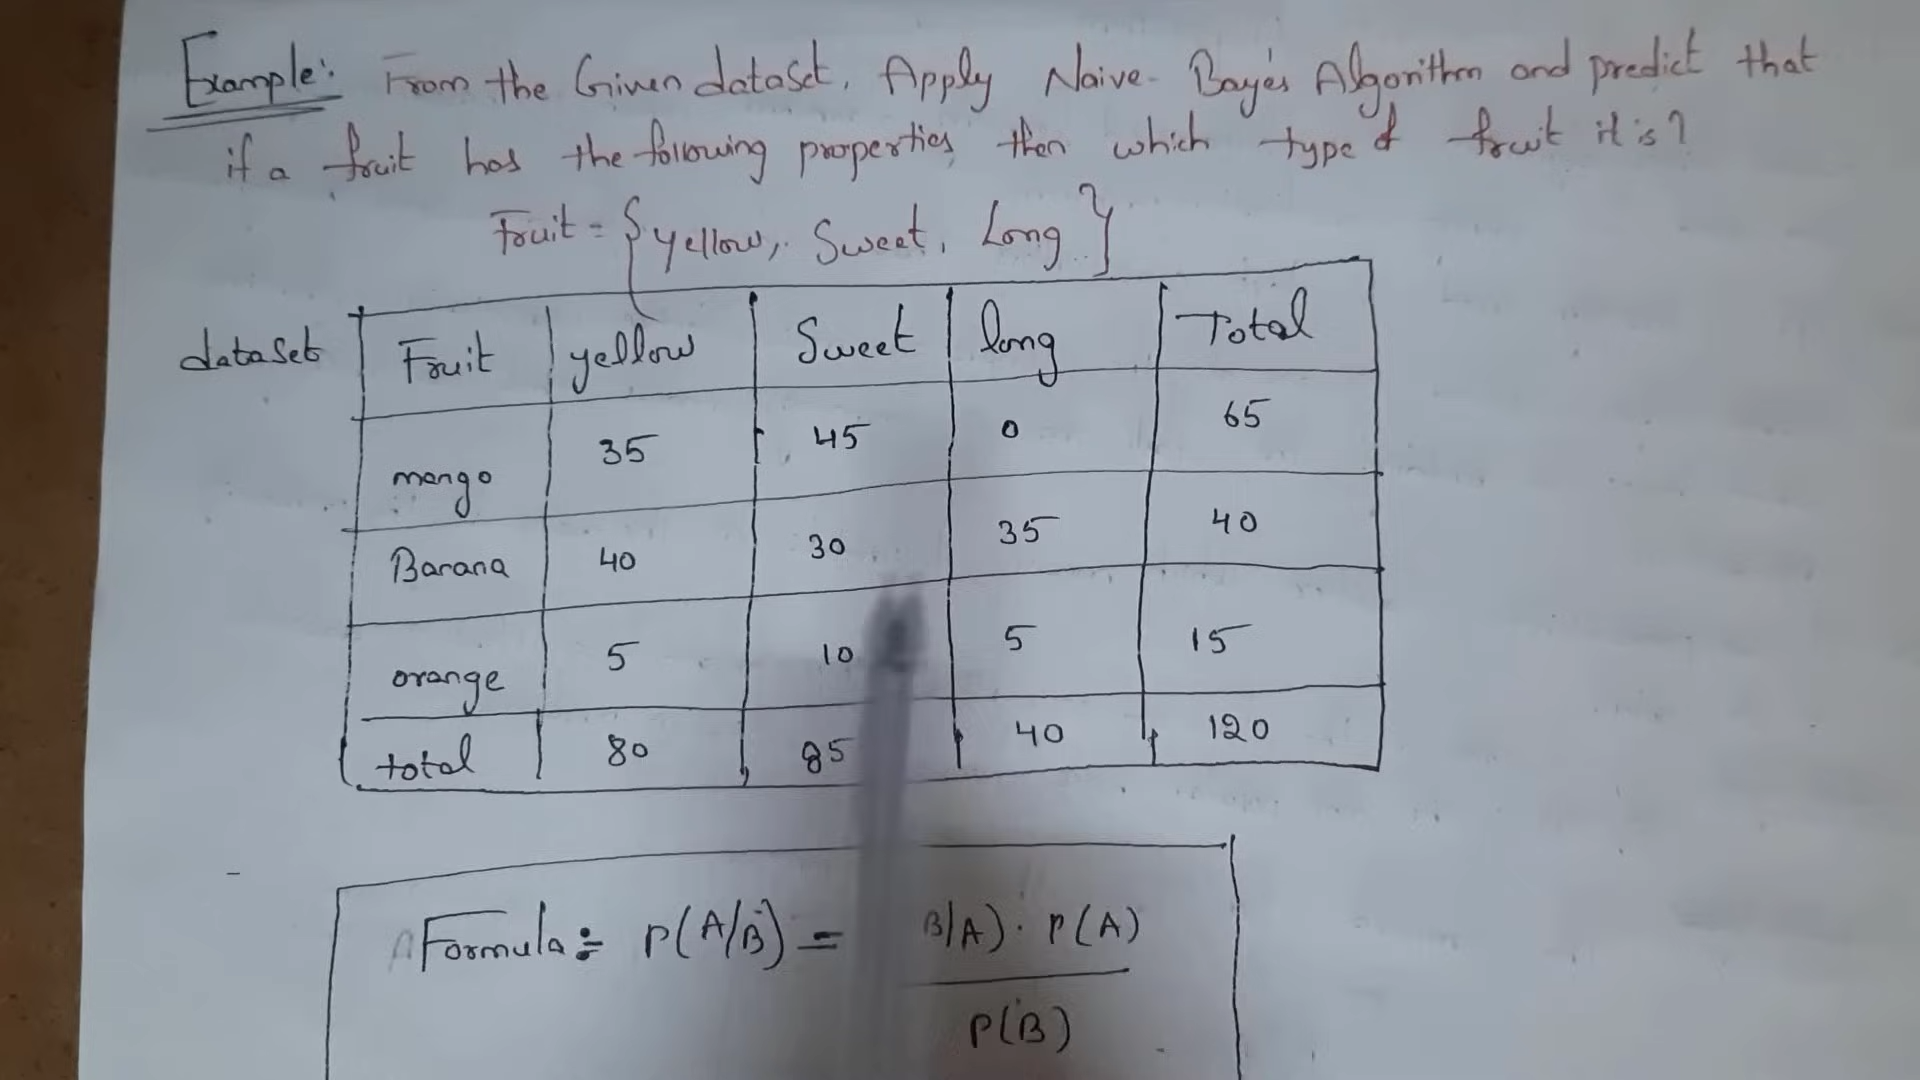 Example: From the Given dataset, Apply Naive Baye's Algorithm and predict that
if a fruit has the following properties then which type of fruit it is?
Fruit = {yellow, Sweet, Long}
dataset
Fruit yellow Sweet long Total
mango 35 45 0 65
Banana 40 30 35 40
orange 5 10 5 15
total 80 85 40 120
Formula: P(A/B) = B/A) . P(A)
P(B)